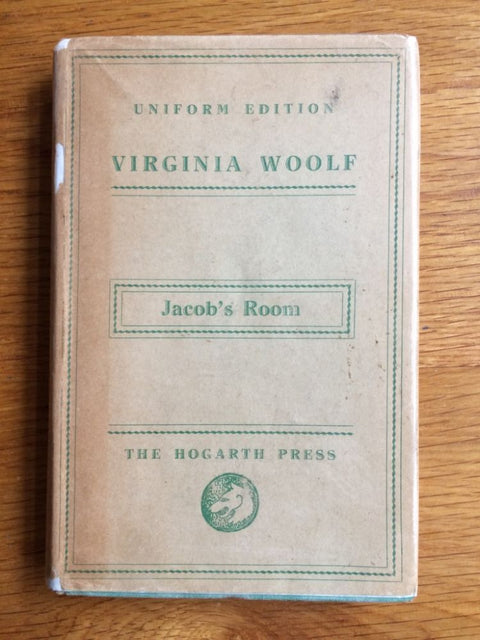 UNIFORM EDITION
VIRGINIA WOOLF
Jacob's Room
THE HOGARTH PRESS